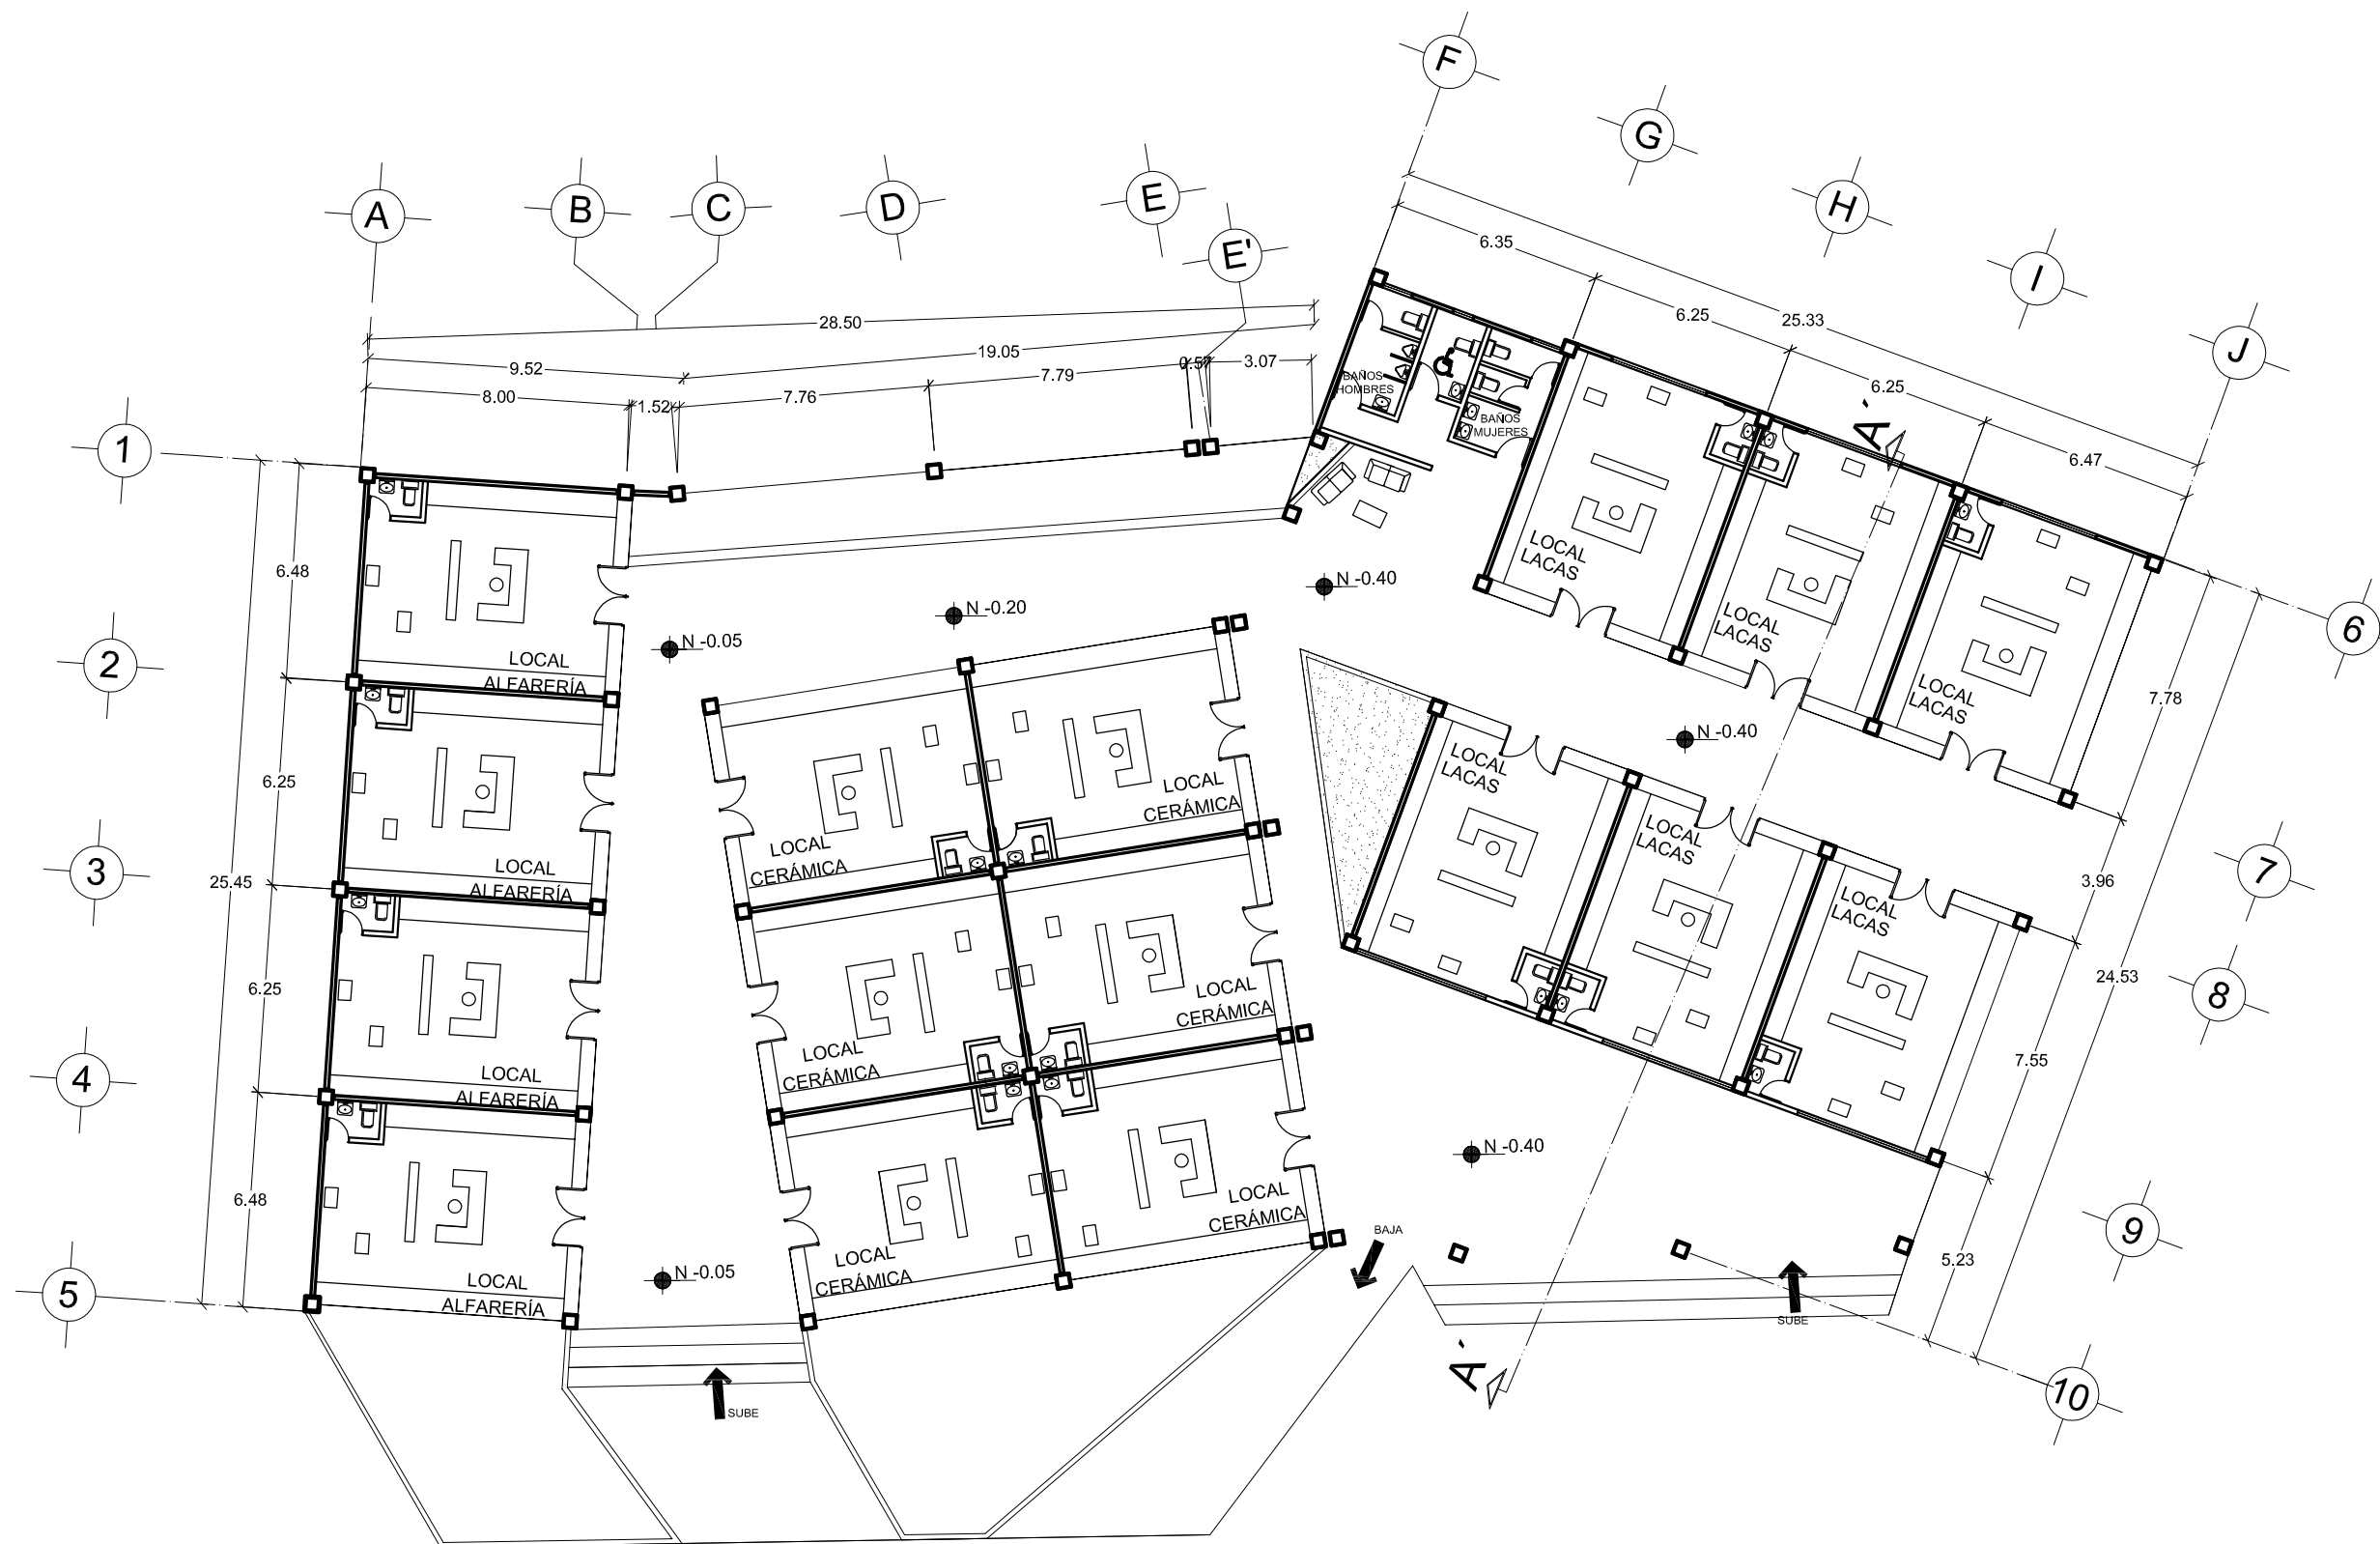 F
G
H
I
J
A
B
C
D
E
E'
6.35
6.25
25.33
6.25
6.47
28.50
19.05
9.52
8.00
1.52
7.76
7.79
0.57
3.07
BAÑOS
HOMBRES
BAÑOS
MUJERES
A'
1
2
3
4
5
6
7
8
9
10
6.48
6.25
25.45
6.25
6.48
7.78
3.96
24.53
7.55
5.23
N -0.05
N -0.20
N -0.40
N -0.40
N -0.40
N -0.05
LOCAL
ALFARERÍA
LOCAL
ALFARERÍA
LOCAL
ALFARERÍA
LOCAL
ALFARERÍA
LOCAL
CERÁMICA
LOCAL
CERÁMICA
LOCAL
CERÁMICA
LOCAL
CERÁMICA
LOCAL
CERÁMICA
LOCAL
CERÁMICA
LOCAL
LACAS
LOCAL
LACAS
LOCAL
LACAS
LOCAL
LACAS
LOCAL
LACAS
LOCAL
LACAS
BAJA
SUBE
SUBE
A'